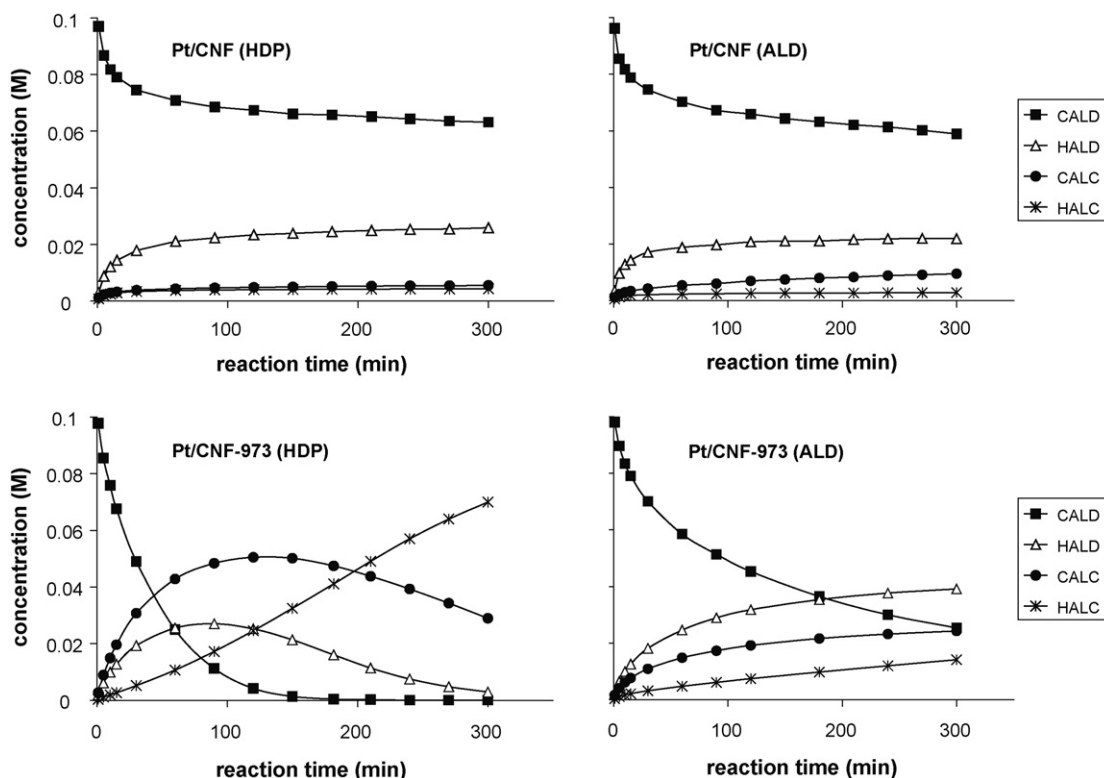 Pt/CNF (HDP)
concentration (M)
0.1
0.08
0.06
0.04
0.02
0
0
100
200
300
reaction time (min)
Pt/CNF (ALD)
0
100
200
300
reaction time (min)
CALD
HALD
CALC
HALC
Pt/CNF-973 (HDP)
concentration (M)
0.1
0.08
0.06
0.04
0.02
0
0
100
200
300
reaction time (min)
Pt/CNF-973 (ALD)
0
100
200
300
reaction time (min)
CALD
HALD
CALC
HALC